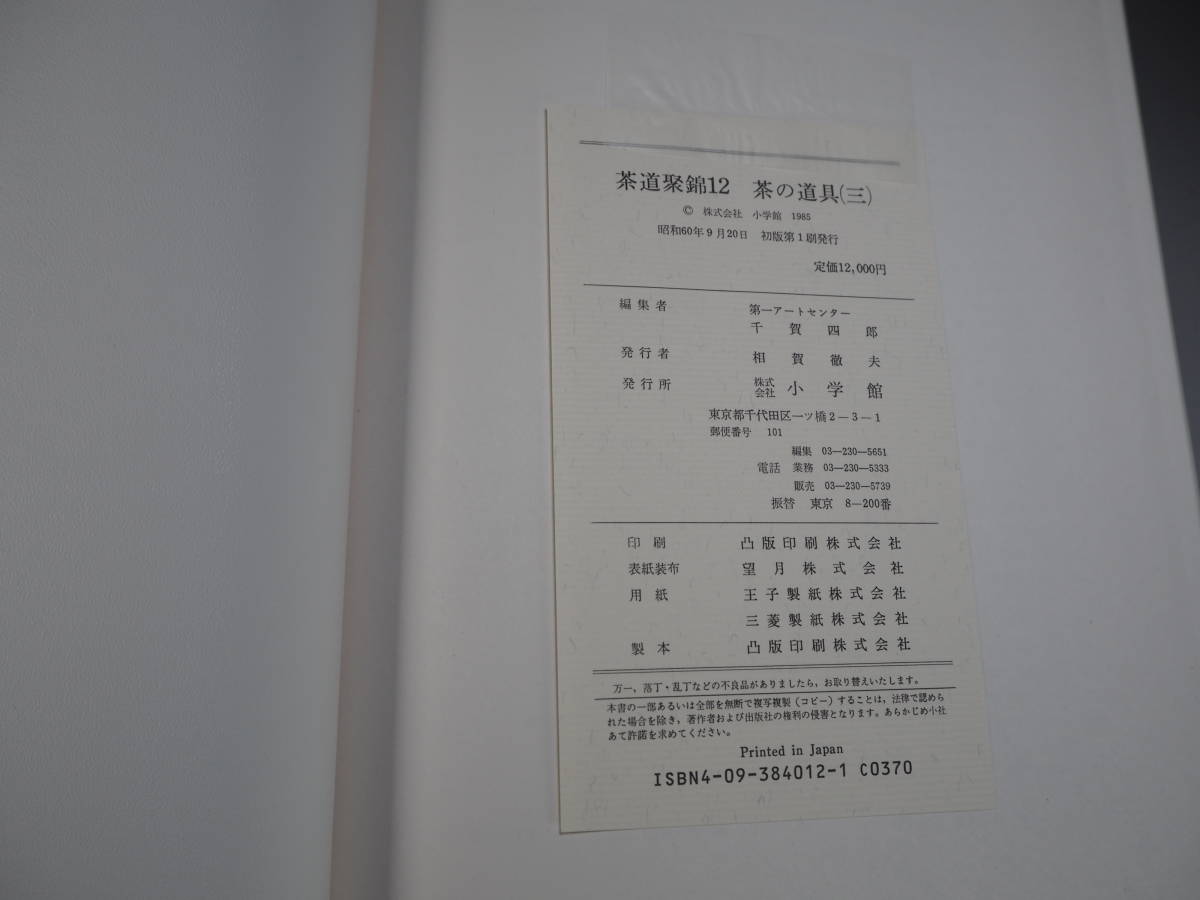 茶道聚錦12　茶の道具(三)
© 株式会社 小学館 1985
昭和60年9月20日　初版第1刷発行
定価12,000円
編集者　第一アートセンター
千賀四郎
発行者　相賀徹夫
発行所　株式会社 小学館
東京都千代田区一ツ橋2―3―1
郵便番号　101
編集　03―230―5651
電話　業務　03―230―5333
販売　03―230―5739
振替　東京　8―200番
印刷　凸版印刷株式会社
表紙装布　望月株式会社
用紙　王子製紙株式会社
三菱製紙株式会社
製本　凸版印刷株式会社
万一，落丁・乱丁などの不良品がありましたら、お取り替えいたします。
本書の一部あるいは全部を無断で複写複製（コピー）することは，法律で認めら
れた場合を除き，著作者および出版社の権利の侵害となります。あらかじめ小社
あて許諾を求めてください。
Printed in Japan
ISBN4-09-384012-1 C0370